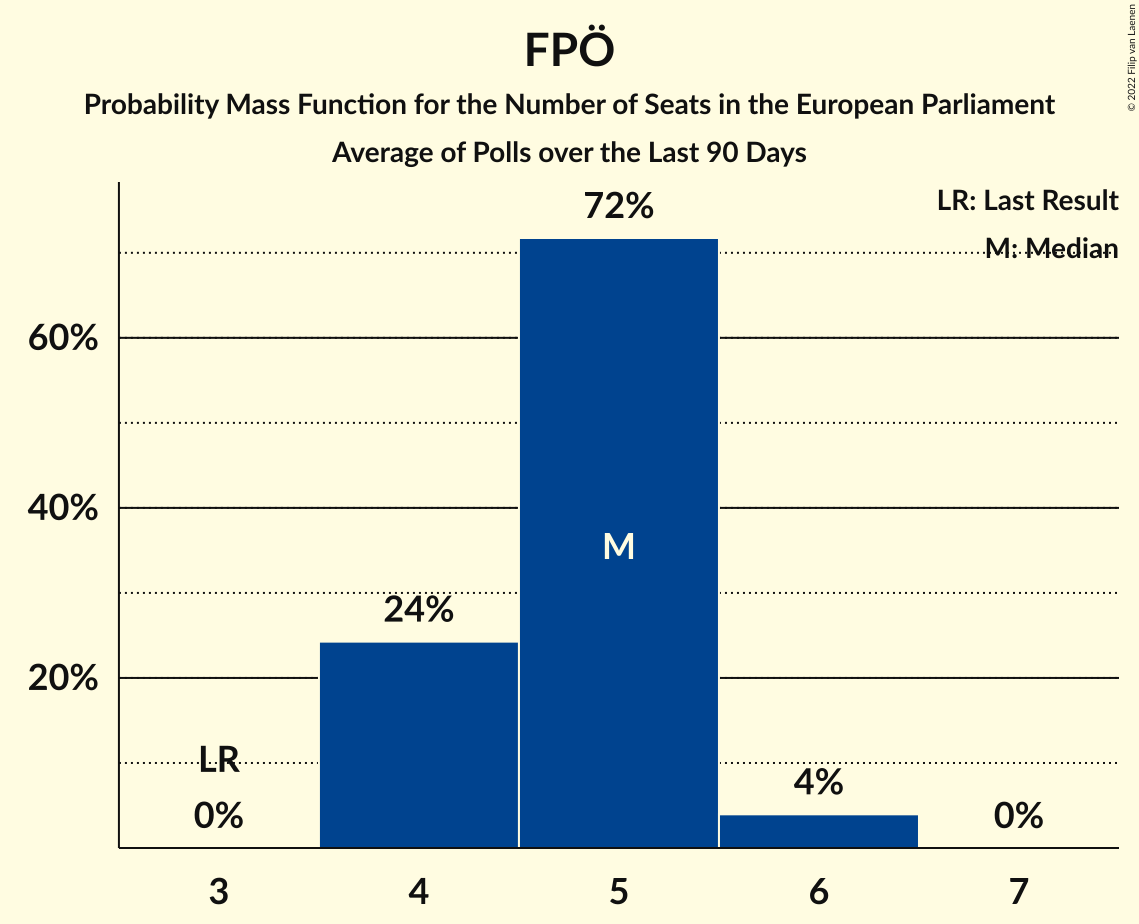 FPÖ
Probability Mass Function for the Number of Seats in the European Parliament
Average of Polls over the Last 90 Days
© 2022 Filip van Laenen
LR: Last Result
M: Median
72%
60%
40%
M
24%
20%
LR
0%
4%
0%
3 4 5 6 7